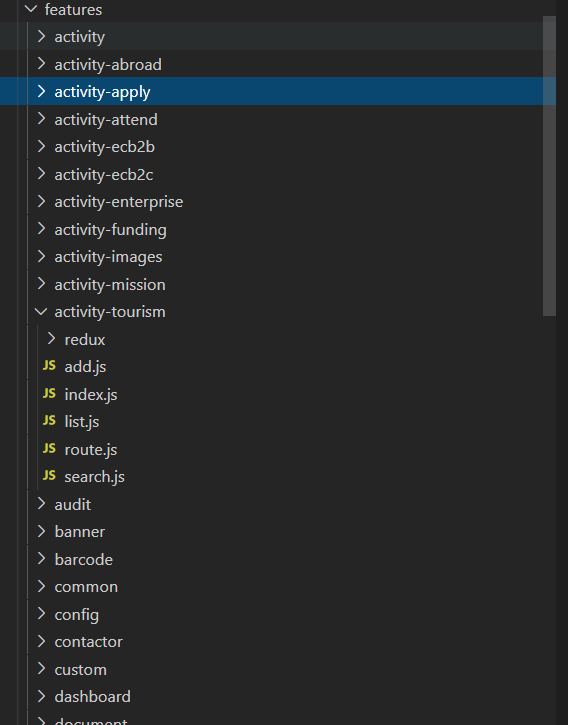 features
activity
activity-abroad
activity-apply
activity-attend
activity-ecb2b
activity-ecb2c
activity-enterprise
activity-funding
activity-images
activity-mission
activity-tourism
redux
JS add.js
JS index.js
JS list.js
JS route.js
JS search.js
audit
banner
barcode
common
config
contactor
custom
dashboard
document